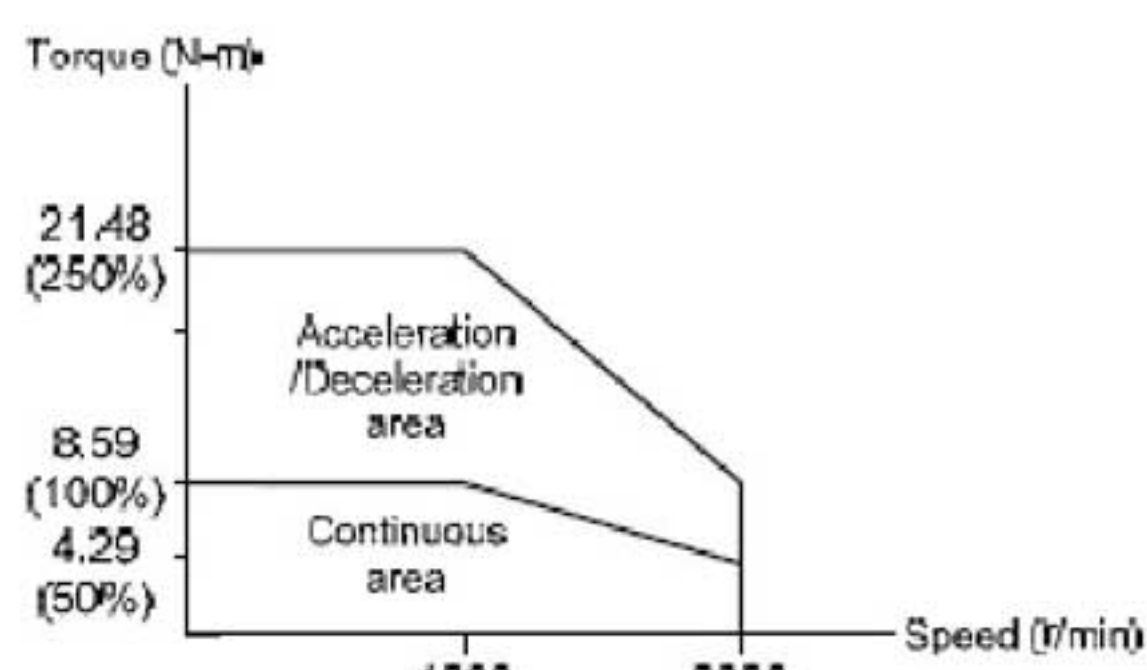 Torque (N-m)
21.48
(250%)
Acceleration
/Deceleration
area
8.59
(100%)
Continuous
area
4.29
(50%)
Speed (r/min)